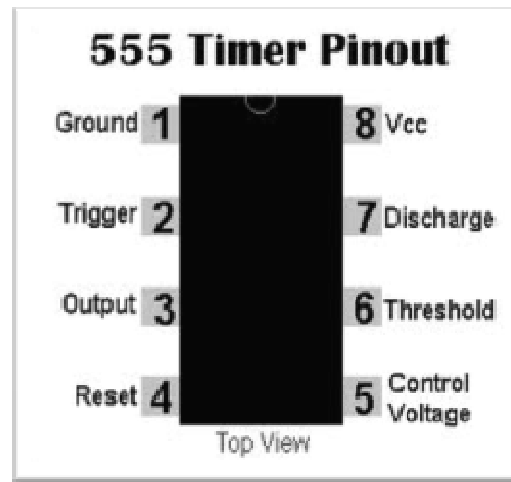 555 Timer Pinout
Ground 1
8 Vcc
Trigger 2
7 Discharge
Output 3
6 Threshold
Reset 4
5 Control
Voltage
Top View